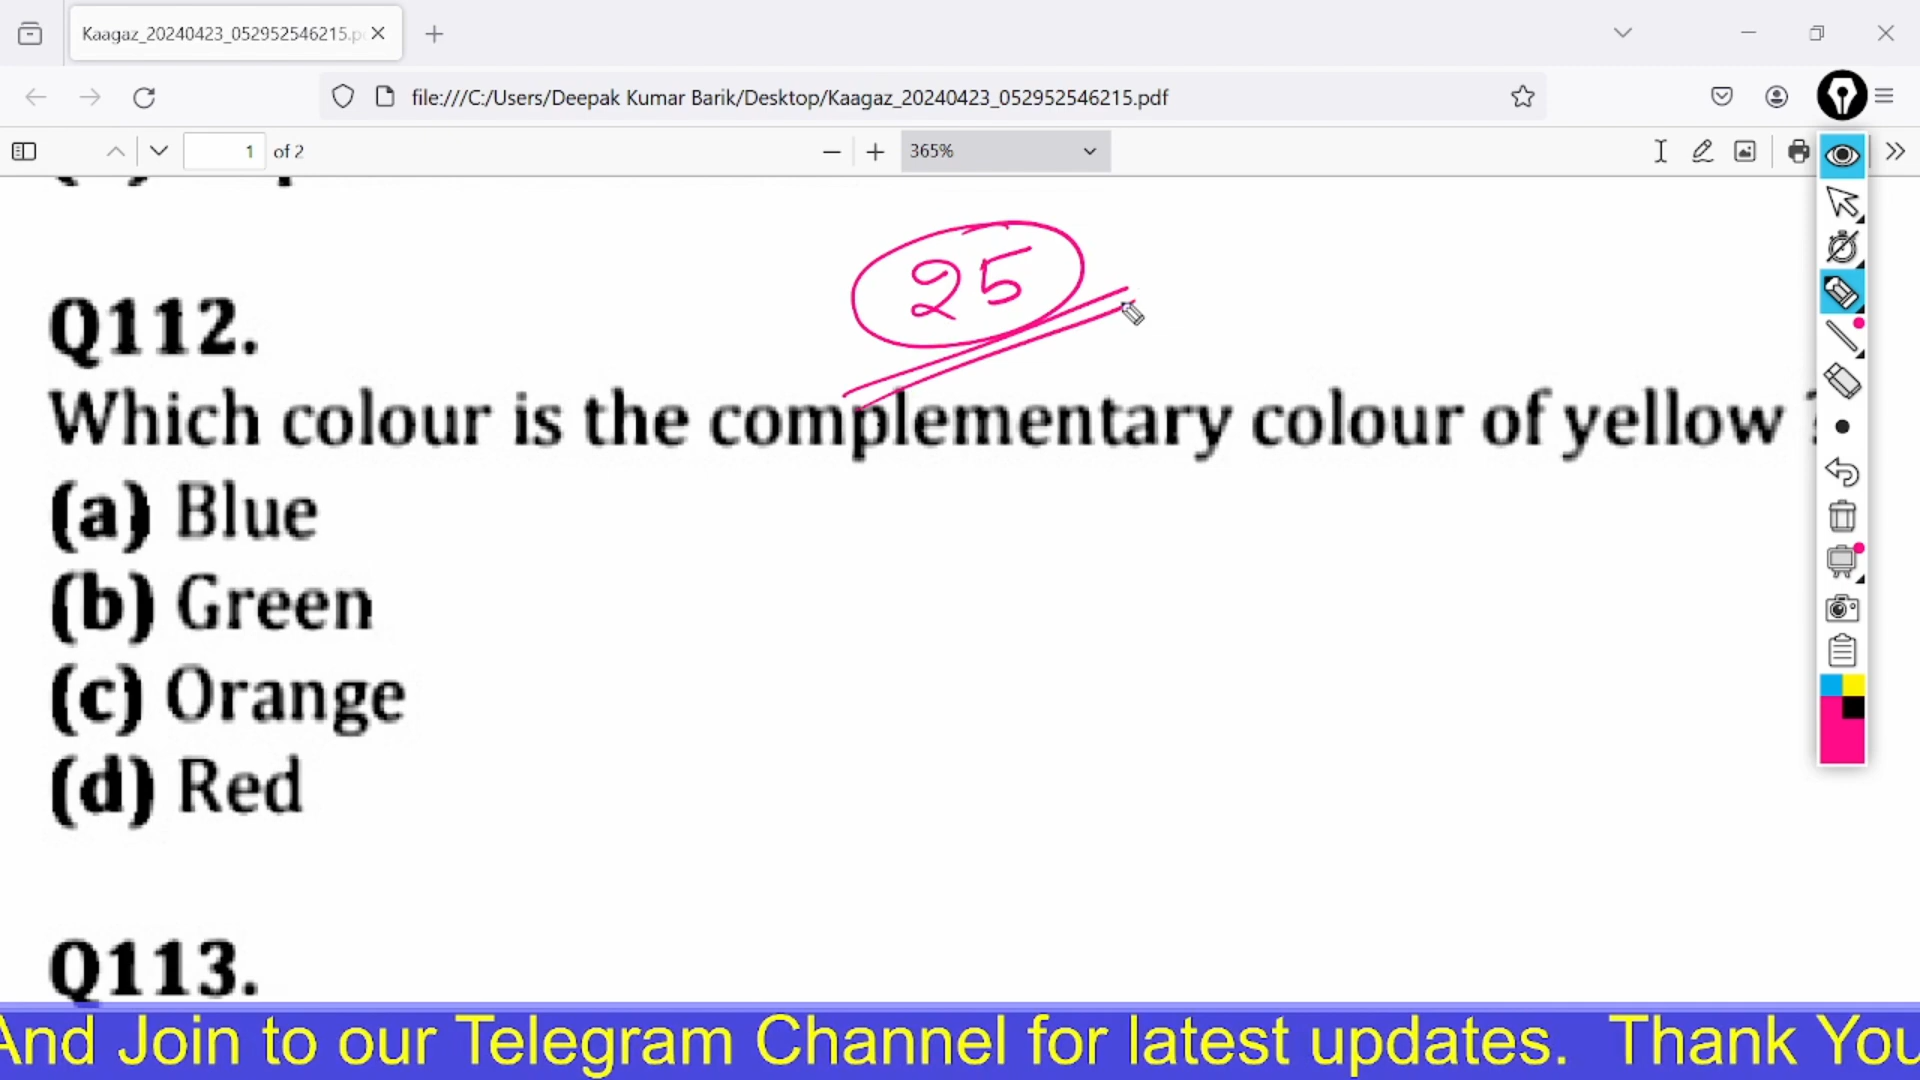 Kaagaz_20240423_052952546215.p
file:///C:/Users/Deepak Kumar Barik/Desktop/Kaagaz_20240423_052952546215.pdf
1 of 2
365%
25
Q112.
Which colour is the complementary colour of yellow ?
(a) Blue
(b) Green
(c) Orange
(d) Red
Q113.
And Join to our Telegram Channel for latest updates. Thank You